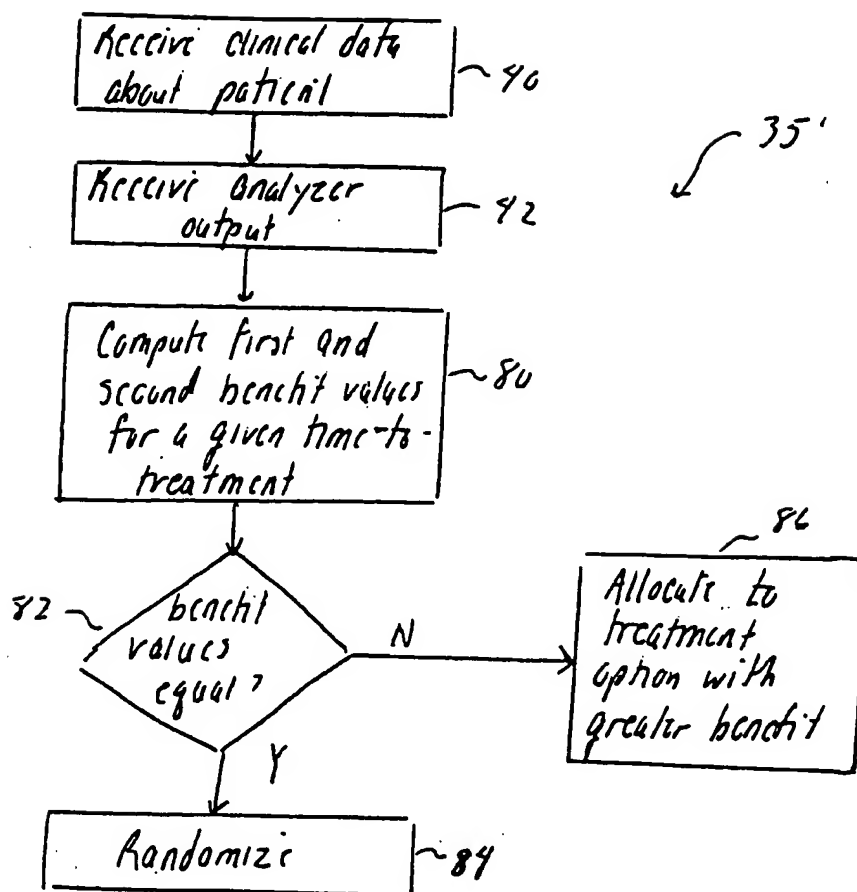 Receive clinical data
about patient
40
35'
Receive analyzer
output
42
Compute first and
second benefit values
for a given time-to-
treatment
80
86
82
benefit
values
equal?
N
Allocate to
treatment
option with
greater benefit
Y
Randomize
84